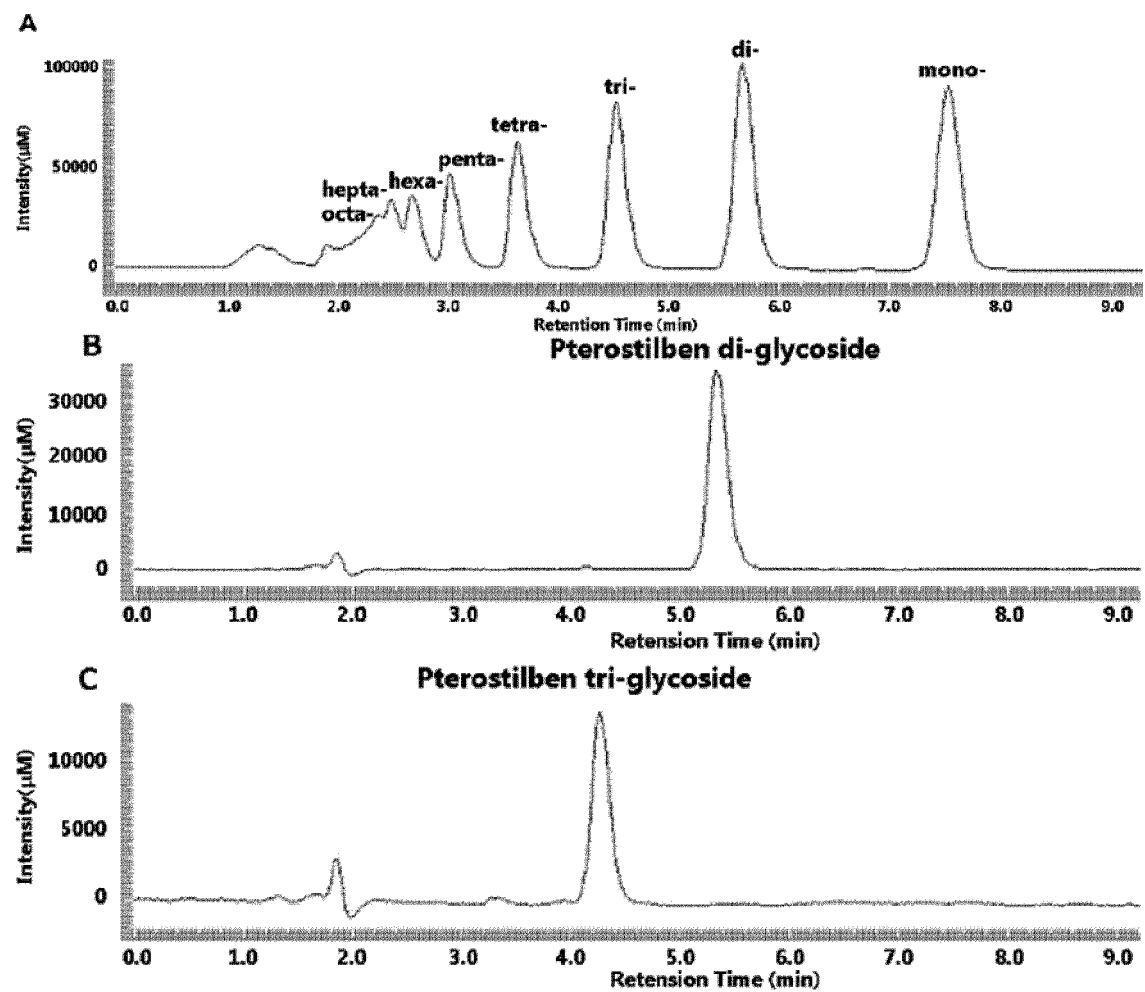 A
di-
mono-
tri-
tetra-
penta-
hexa-
hepta-
octa-
Intensity(µM)
100000
50000
0
0.0 1.0 2.0 3.0 4.0 5.0 6.0 7.0 8.0 9.0
Retention Time (min)
B
Pterostilben di-glycoside
Intensity(µM)
30000
20000
10000
0
0.0 1.0 2.0 3.0 4.0 5.0 6.0 7.0 8.0 9.0
Retension Time (min)
C
Pterostilben tri-glycoside
Intensity(µM)
10000
5000
0
0.0 1.0 2.0 3.0 4.0 5.0 6.0 7.0 8.0 9.0
Retension Time (min)